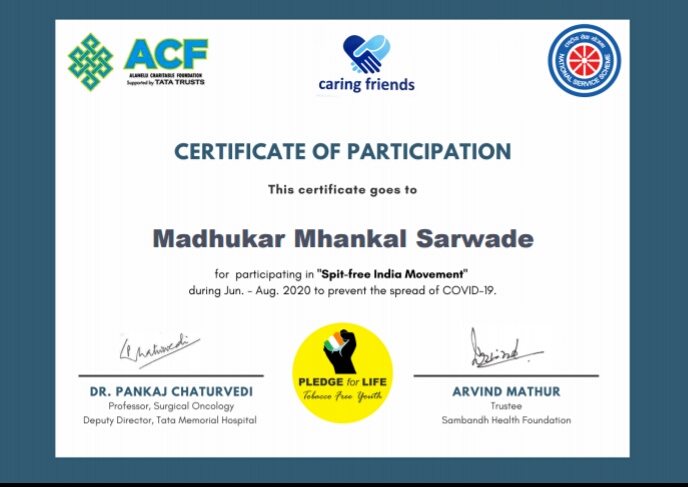 ACF
ALAMELU CHARITABLE FOUNDATION
Supported by TATA TRUSTS
caring friends
राष्ट्रीय सेवा योजना
NATIONAL SERVICE SCHEME
CERTIFICATE OF PARTICIPATION
This certificate goes to
Madhukar Mhankal Sarwade
for participating in "Spit-free India Movement"
during Jun. - Aug. 2020 to prevent the spread of COVID-19.
PChaturvedi
PLEDGE for LIFE
Tobacco Free Youth
DR. PANKAJ CHATURVEDI
Professor, Surgical Oncology
Deputy Director, Tata Memorial Hospital
ARVIND MATHUR
Trustee
Sambandh Health Foundation